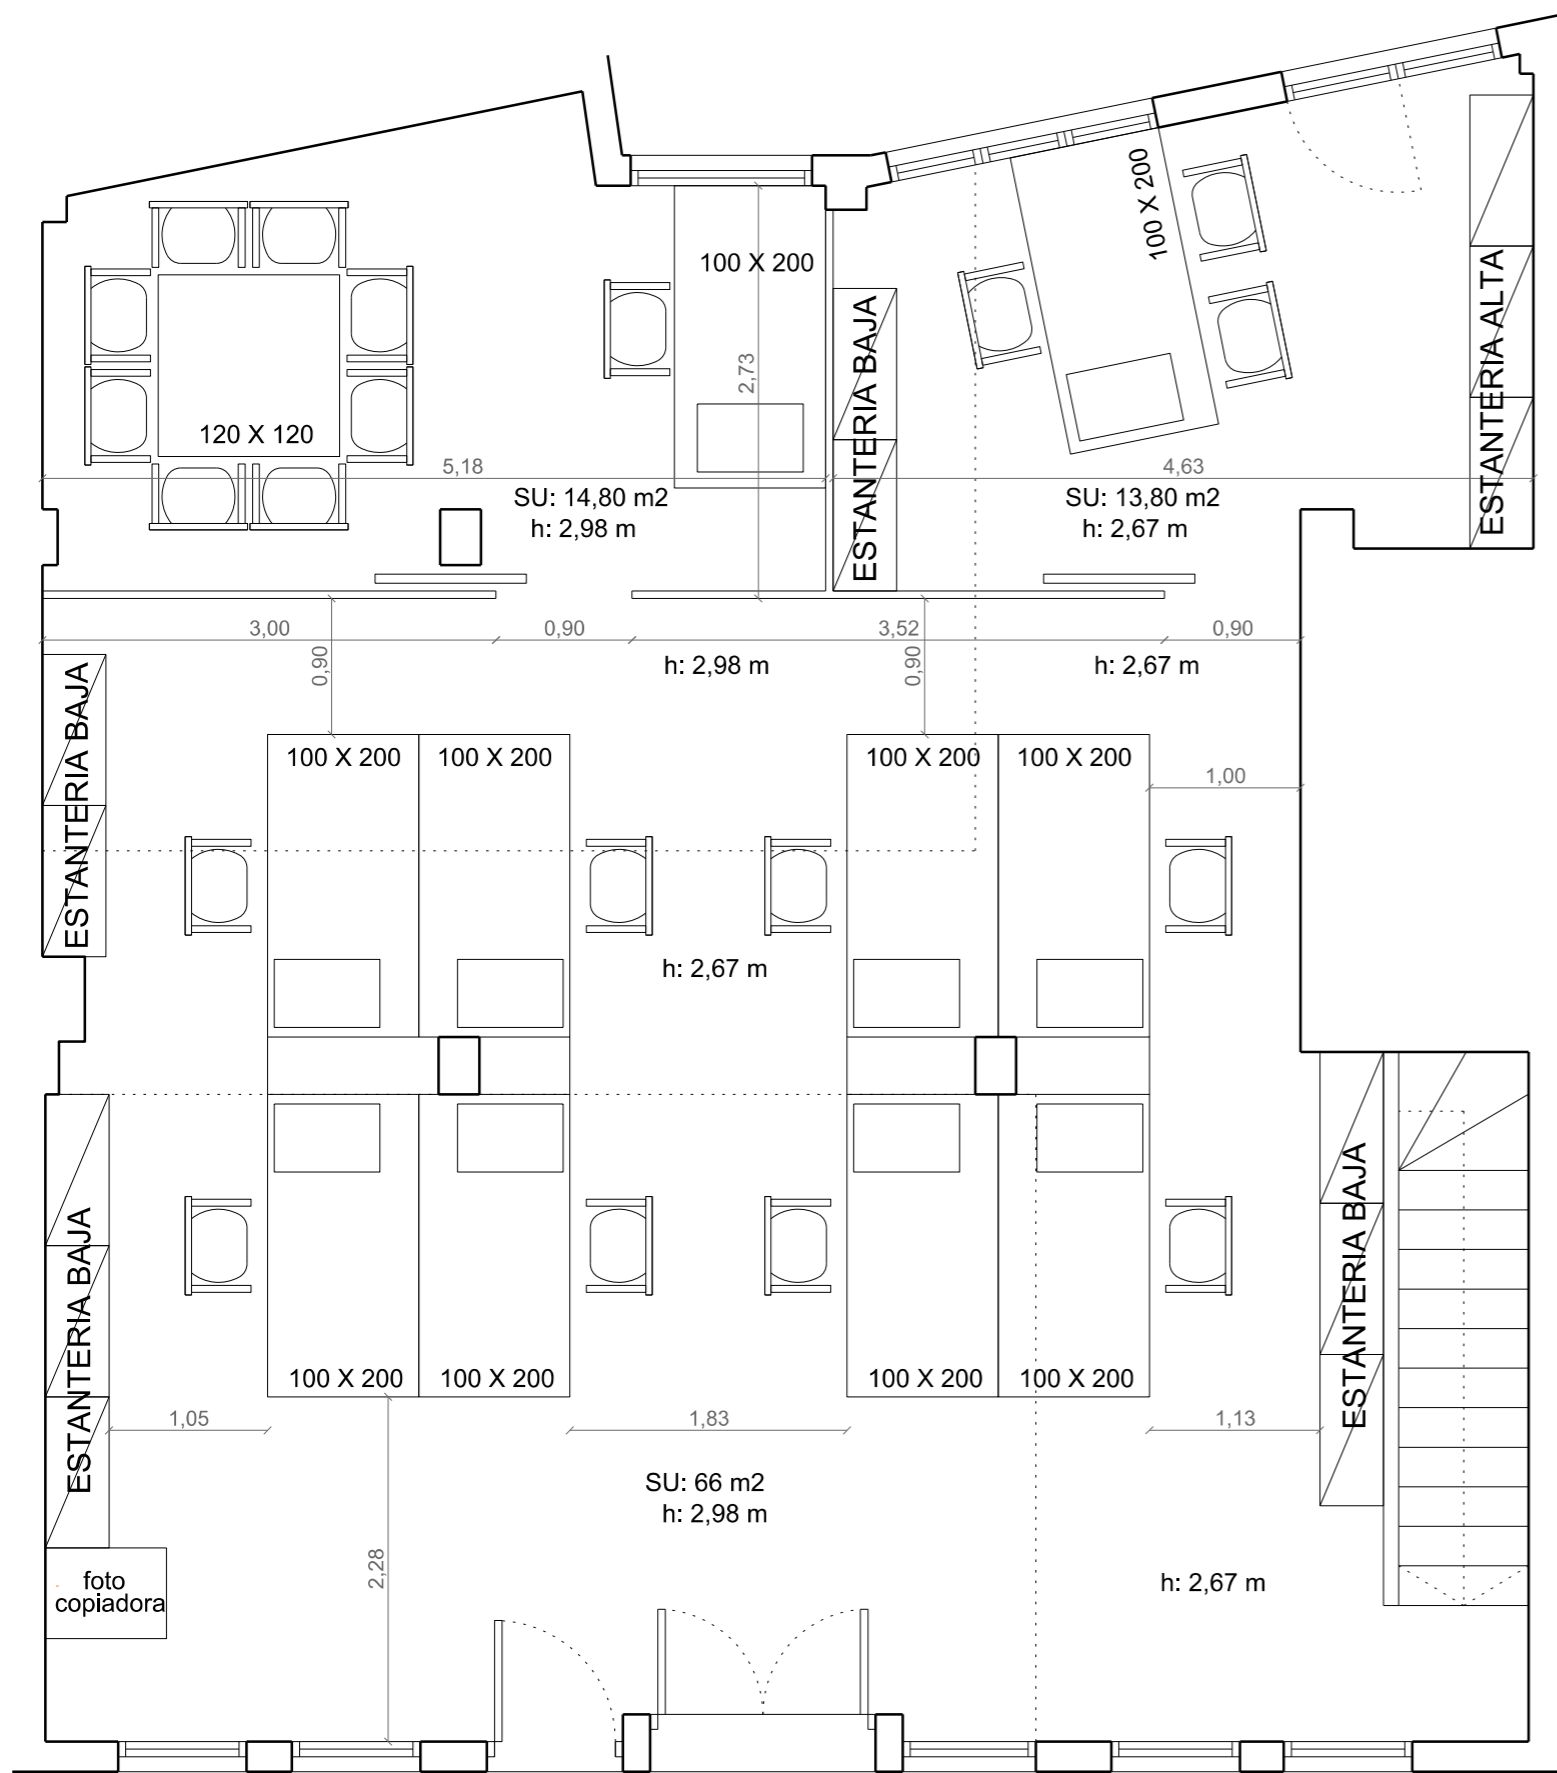 100 X 200
100 X 200
ESTANTERIA ALTA
2,73
ESTANTERIA BAJA
120 X 120
5,18
4,63
SU: 14,80 m2
h: 2,98 m
SU: 13,80 m2
h: 2,67 m
3,00
0,90
3,52
0,90
0,90
0,90
h: 2,98 m
h: 2,67 m
ESTANTERIA BAJA
100 X 200
100 X 200
100 X 200
100 X 200
1,00
h: 2,67 m
ESTANTERIA BAJA
ESTANTERIA BAJA
100 X 200
100 X 200
100 X 200
100 X 200
1,05
1,83
1,13
SU: 66 m2
h: 2,98 m
2,28
foto
copiadora
h: 2,67 m